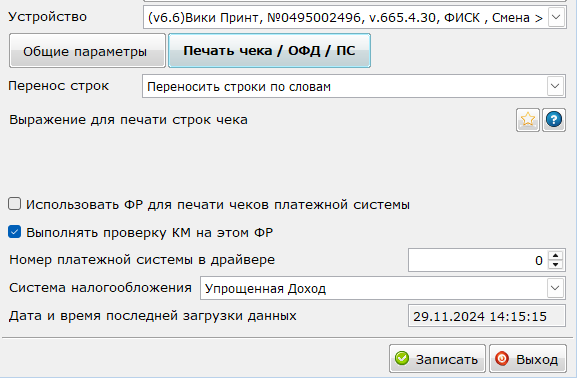 Устройство (v6.6)Вики Принт, №0495002496, v.665.4.30, ФИСК , Смена >
Общие параметры Печать чека / ОФД / ПС
Перенос строк Переносить строки по словам
Выражение для печати строк чека
Использовать ФР для печати чеков платежной системы
Выполнять проверку КМ на этом ФР
Номер платежной системы в драйвере 0
Система налогообложения Упрощенная Доход
Дата и время последней загрузки данных 29.11.2024 14:15:15
Записать Выход